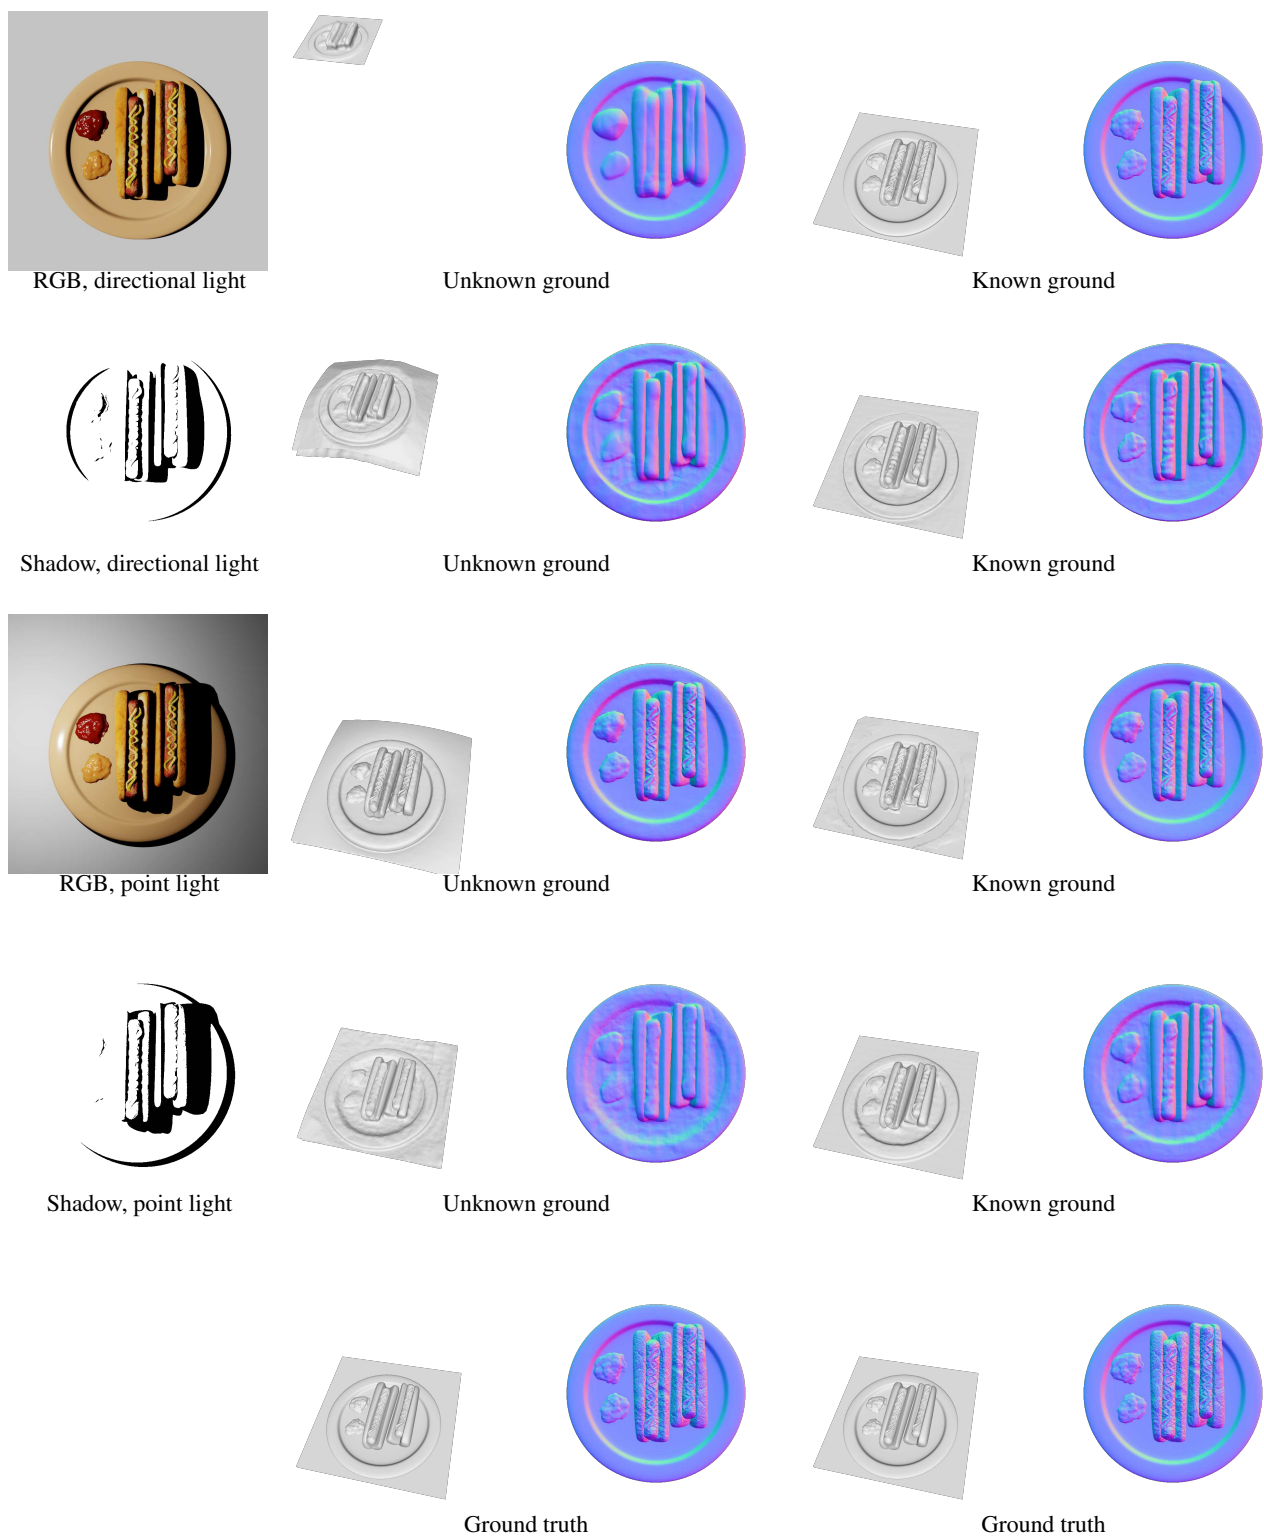 RGB, directional light
Unknown ground
Known ground
Shadow, directional light
Unknown ground
Known ground
RGB, point light
Unknown ground
Known ground
Shadow, point light
Unknown ground
Known ground
Ground truth
Ground truth